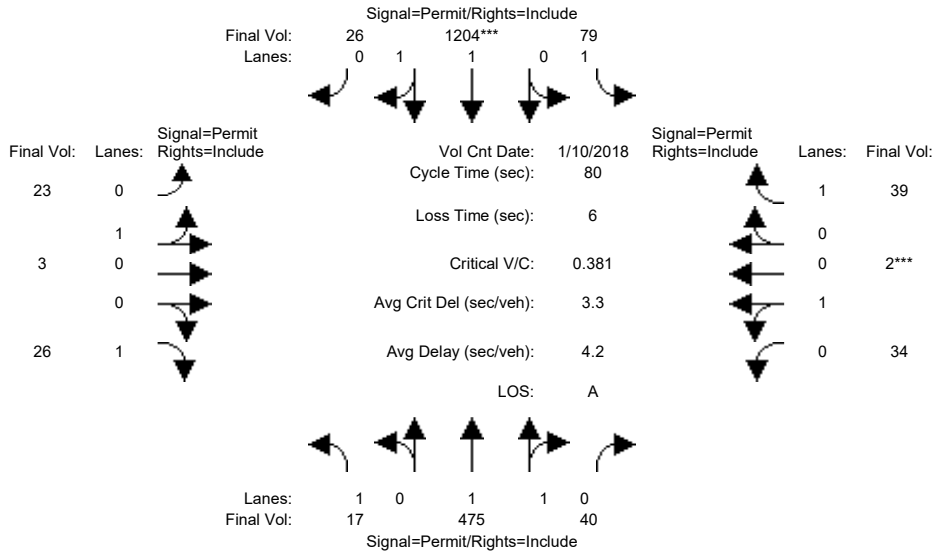 Signal=Permit/Rights=Include
Final Vol: 26 1204*** 79
Lanes: 0 1 1 0 1
Signal=Permit
Final Vol: Lanes: Rights=Include
Vol Cnt Date: 1/10/2018
Signal=Permit
Rights=Include Lanes: Final Vol:
Cycle Time (sec): 80
23 0
1 39
Loss Time (sec): 6
1
0
3 0
Critical V/C: 0.381
0 2***
0
Avg Crit Del (sec/veh): 3.3
1
26 1
Avg Delay (sec/veh): 4.2
0 34
LOS: A
Lanes: 1 0 1 1 0
Final Vol: 17 475 40
Signal=Permit/Rights=Include